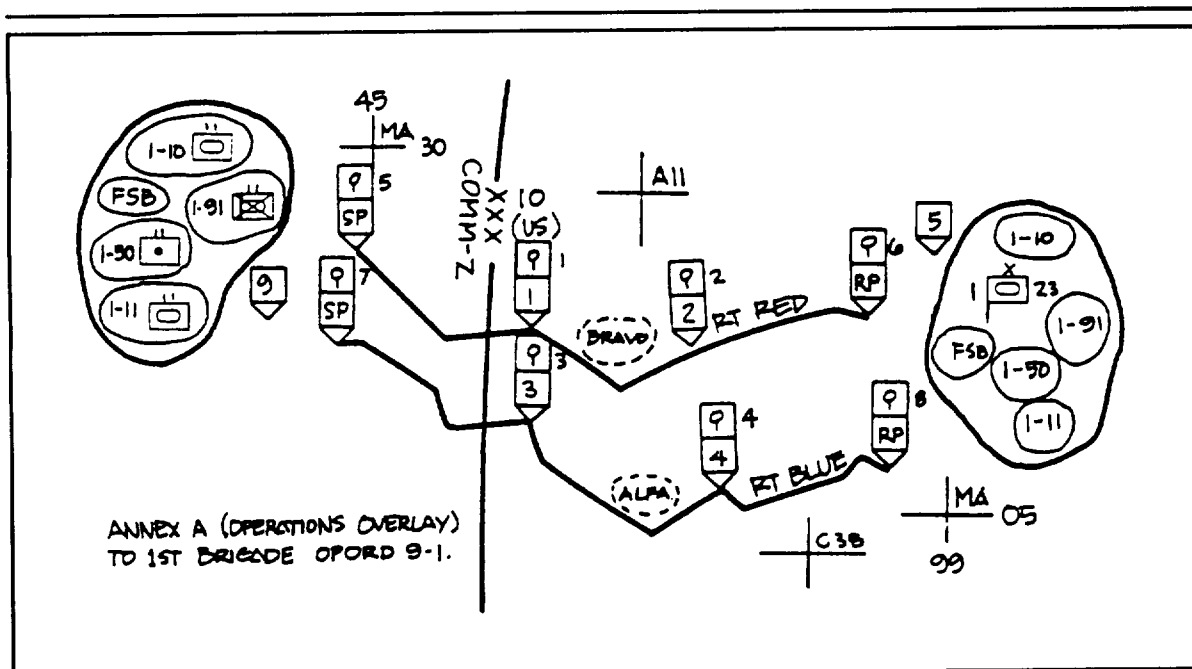 45
MA
30
1-10
FSB
1-91
1-50
1-11
9
5
SP
7
SP
XXX
COMM-Z
10
(US)
1
1
A11
2
2
3
3
BRAVO
RT RED
6
RP
5
4
4
ALFA
RT BLUE
8
RP
1-10
X
1
23
1-91
FSB
1-50
1-11
MA
05
99
C38
ANNEX A (OPERATIONS OVERLAY)
TO 1ST BRIGADE OPORD 9-1.